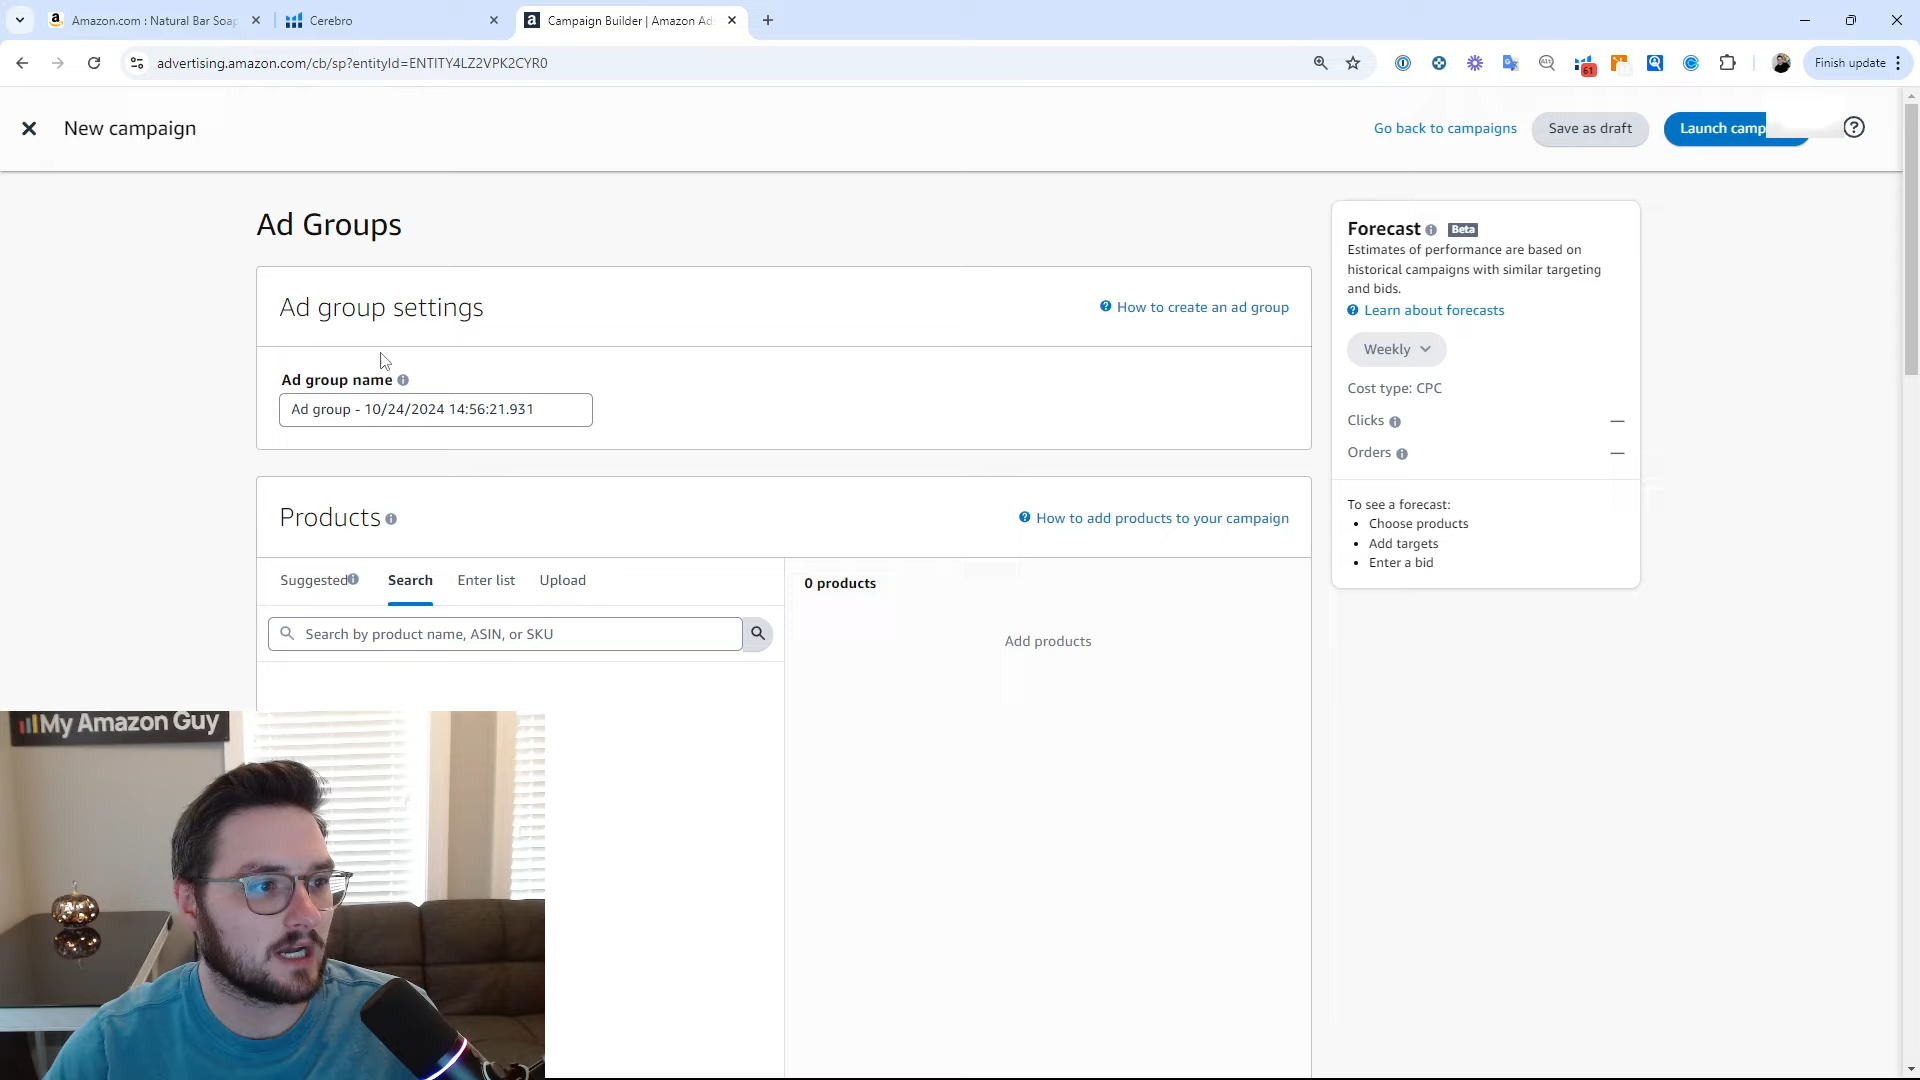 Amazon.com : Natural Bar Soap
Cerebro
Campaign Builder | Amazon Ad
advertising.amazon.com/cb/sp?entityId=ENTITY4LZ2VPK2CYR0
61
Finish update
New campaign
Go back to campaigns
Save as draft
Launch camp
Ad Groups
Ad group settings
How to create an ad group
Ad group name
Ad group - 10/24/2024 14:56:21.931
Products
How to add products to your campaign
Suggested
Search
Enter list
Upload
Search by product name, ASIN, or SKU
0 products
Add products
Forecast
Beta
Estimates of performance are based on
historical campaigns with similar targeting
and bids.
Learn about forecasts
Weekly
Cost type: CPC
Clicks
—
Orders
—
To see a forecast:
• Choose products
• Add targets
• Enter a bid
My Amazon Guy